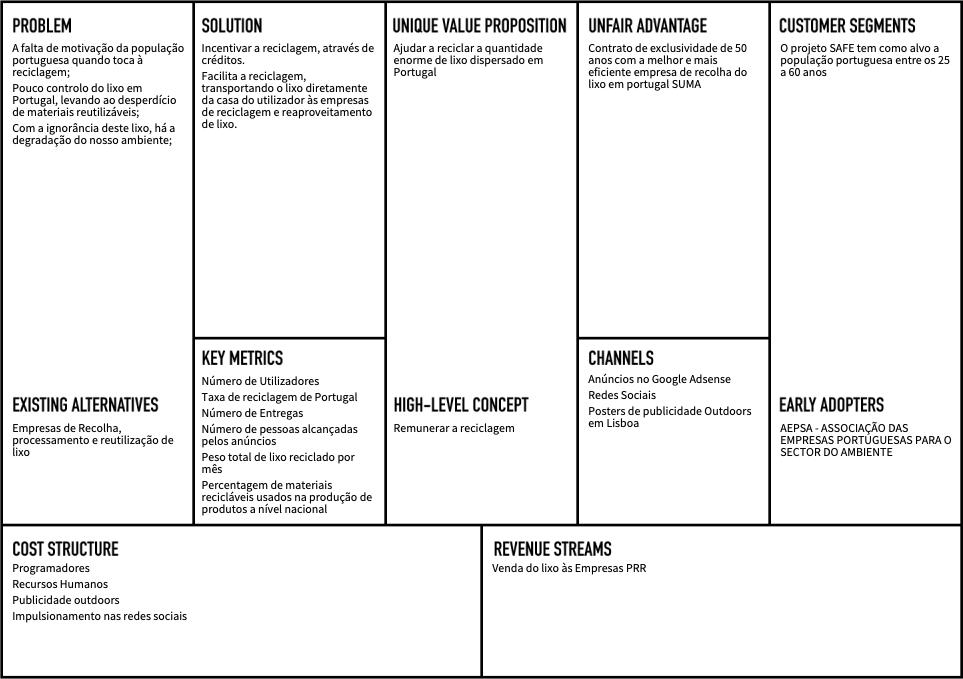 PROBLEM
A falta de motivação da população
portuguesa quando toca à
reciclagem;
Pouco controlo do lixo em
Portugal, levando ao desperdício
de materiais reutilizáveis;
Com a ignorância deste lixo, há a
degradação do nosso ambiente;
EXISTING ALTERNATIVES
Empresas de Recolha,
processamento e reutilização de
lixo
SOLUTION
Incentivar a reciclagem, através de
créditos.
Facilita a reciclagem,
transportando o lixo diretamente
da casa do utilizador às empresas
de reciclagem e reaproveitamento
de lixo.
KEY METRICS
Número de Utilizadores
Taxa de reciclagem de Portugal
Número de Entregas
Número de pessoas alcançadas
pelos anúncios
Peso total de lixo reciclado por
mês
Percentagem de materiais
recicláveis usados na produção de
produtos a nível nacional
UNIQUE VALUE PROPOSITION
Ajudar a reciclar a quantidade
enorme de lixo dispersado em
Portugal
HIGH-LEVEL CONCEPT
Remunerar a reciclagem
UNFAIR ADVANTAGE
Contrato de exclusividade de 50
anos com a melhor e mais
eficiente empresa de recolha do
lixo em portugal SUMA
CHANNELS
Anúncios no Google Adsense
Redes Sociais
Posters de publicidade Outdoors
em Lisboa
CUSTOMER SEGMENTS
O projeto SAFE tem como alvo a
população portuguesa entre os 25
a 60 anos
EARLY ADOPTERS
AEPSA - ASSOCIAÇÃO DAS
EMPRESAS PORTUGUESAS PARA O
SECTOR DO AMBIENTE
COST STRUCTURE
Programadores
Recursos Humanos
Publicidade outdoors
Impulsionamento nas redes sociais
REVENUE STREAMS
Venda do lixo às Empresas PRR